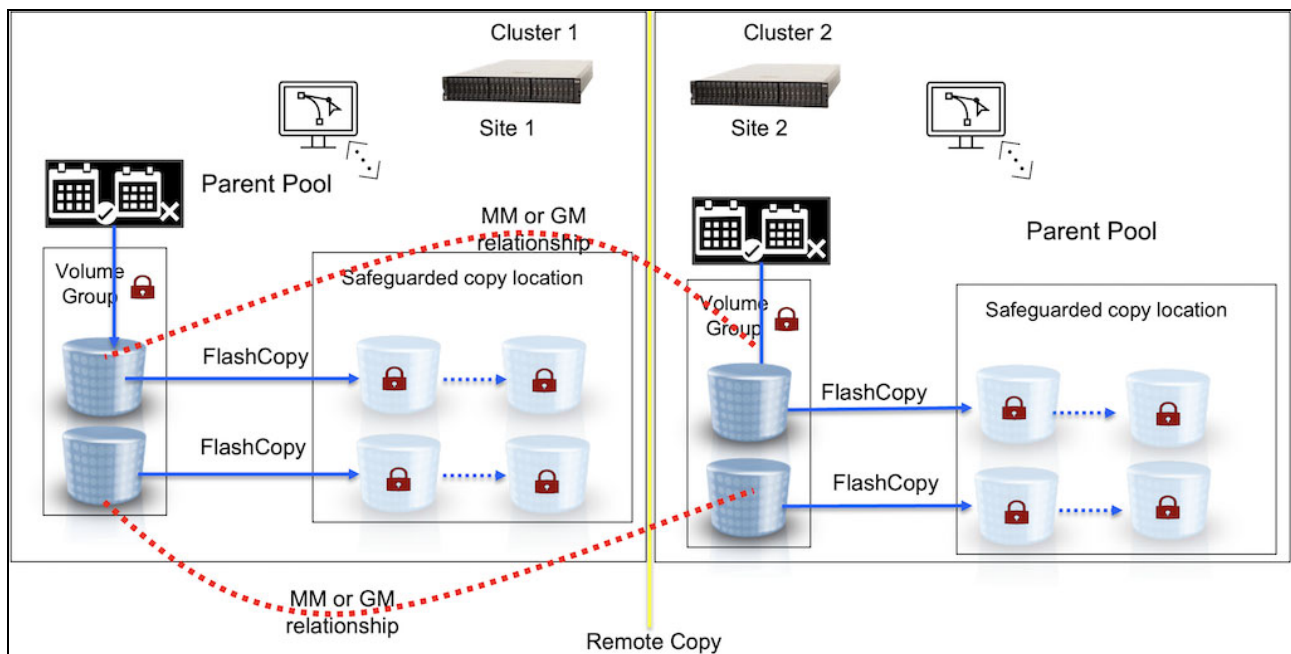 Cluster 1
Site 1
Parent Pool
Volume
Group
Safeguarded copy location
FlashCopy
FlashCopy
MM or GM
relationship
MM or GM
relationship
Cluster 2
Site 2
Parent Pool
Volume
Group
Safeguarded copy location
FlashCopy
FlashCopy
Remote Copy